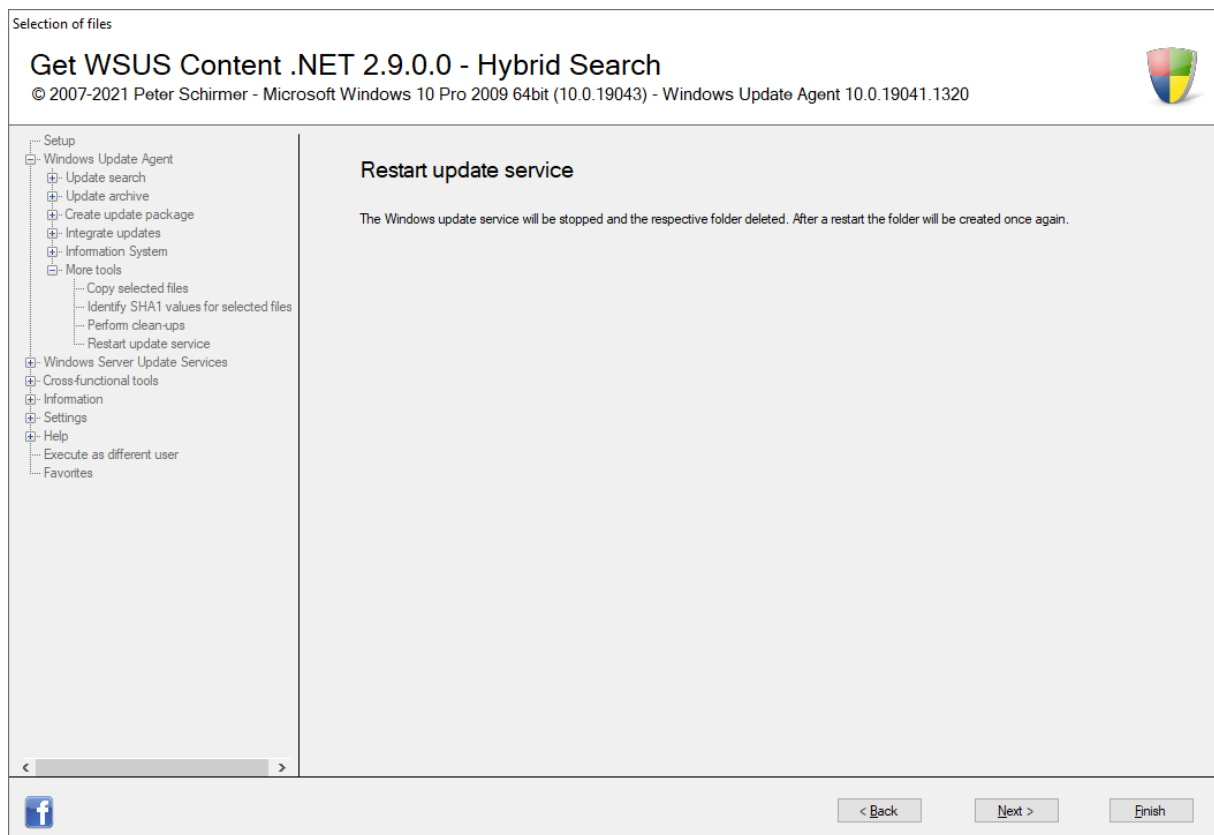 Selection of files
Get WSUS Content .NET 2.9.0.0 - Hybrid Search
© 2007-2021 Peter Schirmer - Microsoft Windows 10 Pro 2009 64bit (10.0.19043) - Windows Update Agent 10.0.19041.1320
Setup
Windows Update Agent
Update search
Update archive
Create update package
Integrate updates
Information System
More tools
Copy selected files
Identify SHA1 values for selected files
Perform clean-ups
Restart update service
Windows Server Update Services
Cross-functional tools
Information
Settings
Help
Execute as different user
Favorites
Restart update service
The Windows update service will be stopped and the respective folder deleted. After a restart the folder will be created once again.
< Back
Next >
Finish